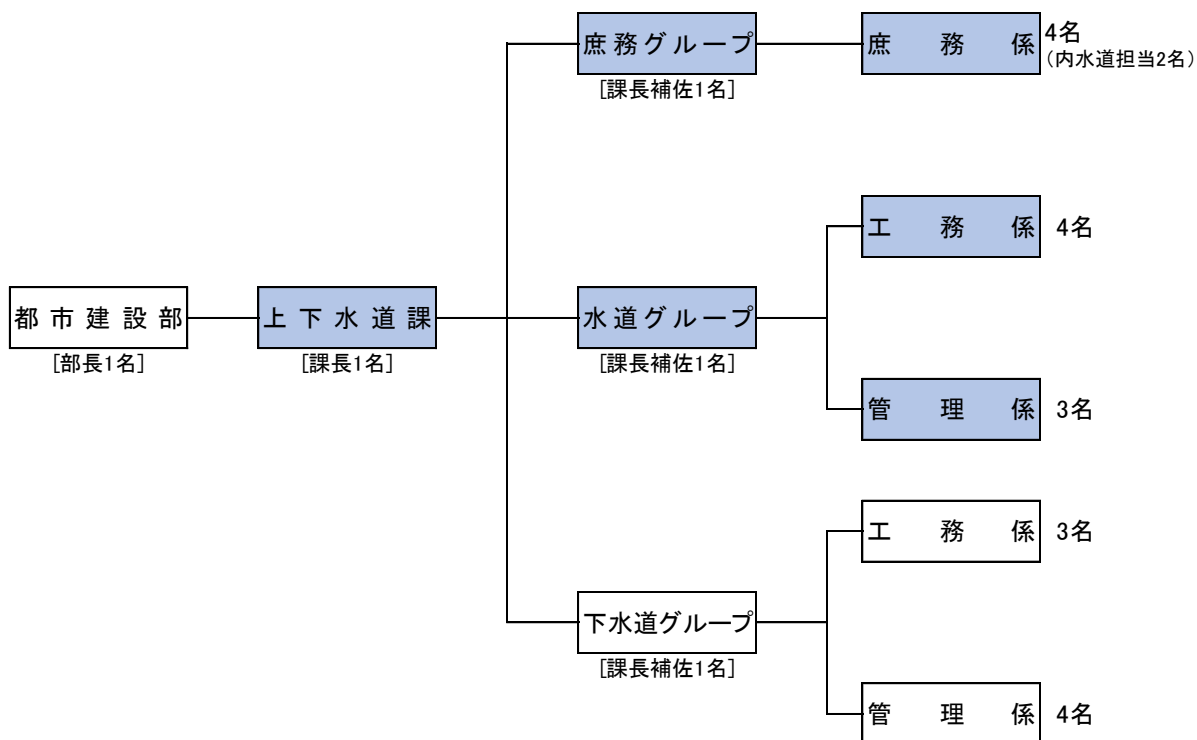 庶務グループ
[課長補佐1名]
庶務係
4名
(内水道担当2名)
工務係
4名
都市建設部
[部長1名]
上下水道課
[課長1名]
水道グループ
[課長補佐1名]
管理係
3名
工務係
3名
下水道グループ
[課長補佐1名]
管理係
4名